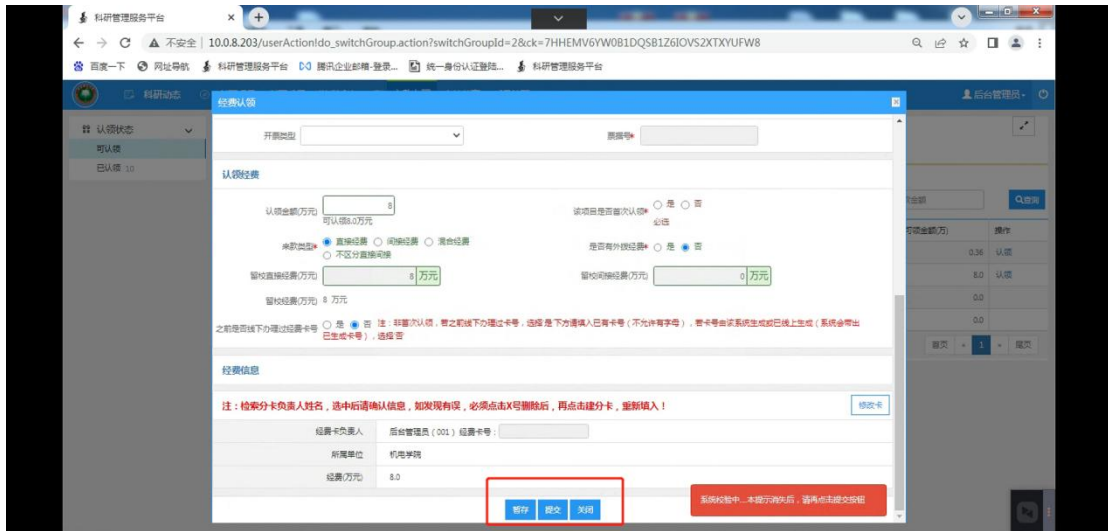 科研管理服务平台
不安全 10.0.8.203/userAction!do_switchGroup.action?switchGroupId=2&ck=7HHEMV6YW0B1DQSB1Z6IOVS2XTXYUFW8
百度一下 网址导航 科研管理服务平台 腾讯企业邮箱-登录... 统一身份认证登陆... 科研管理服务平台
科研动态 后台管理员
经费认领
认领状态
可认领
已认领 10
开票类型 票据号*
认领经费
认领金额(万元) 8 该项目是否首次认领* 是 否
可认领8.0万元 必选
来款类型* 直接经费 间接经费 混合经费 是否有外拨经费* 是 否
不区分直接间接
留校直接经费(万元) 8 万元 留校间接经费(万元) 0 万元
留校经费(万元) 8 万元
之前是否线下办理过经费卡号 是 否 注：非首次认领，暂之前线下办理过卡号，选择 是 下方请填入已有卡号（不允许有字母），若卡号由该系统生成或已线上生成（系统会带出
已生成卡号），选择 否
查询
可领金额(万) 操作
0.36 认领
8.0 认领
0.0
0.0
首页 « 1 » 尾页
经费信息
注：检索分卡负责人姓名，选中后请确认信息，如发现有误，必须点击X号删除后，再点击建分卡，重新填入！ 修改卡
经费卡负责人 后台管理员（001）经费卡号：
所属单位 机电学院
经费(万元) 8.0
暂存 提交 关闭
系统校验中...本提示消失后，请再点击提交按钮